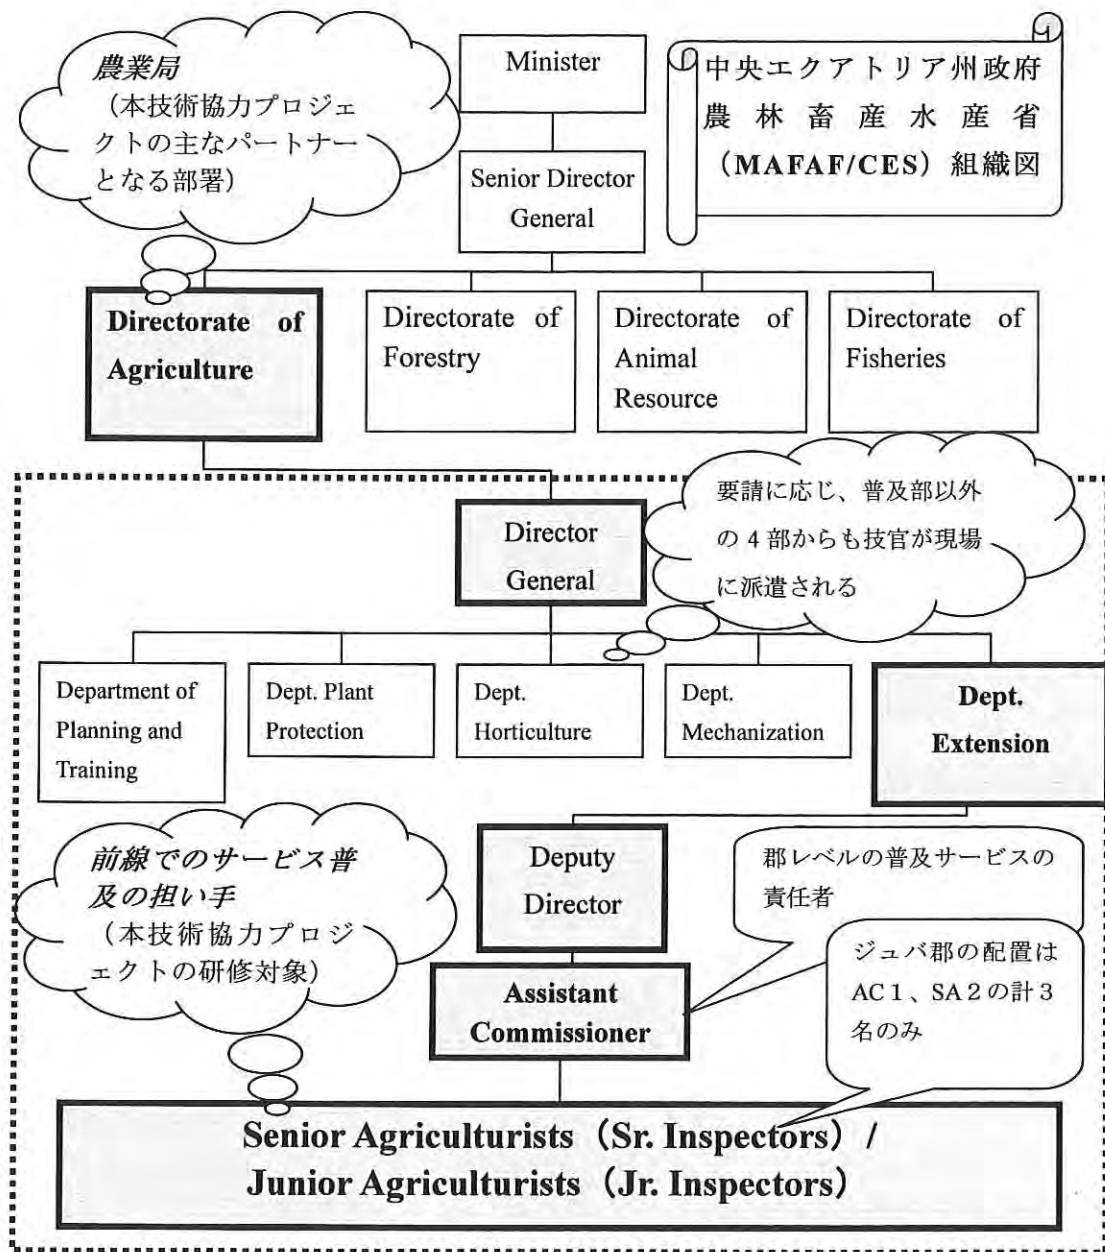 農業局
（本技術協力プロジェ
クトの主なパートナー
となる部署）
Minister
中央エクアトリア州政府
農林畜産水産省
（MAFAF/CES）組織図
Senior Director
General
Directorate of
Agriculture
Directorate of
Forestry
Directorate of
Animal
Resource
Directorate of
Fisheries
Director
General
要請に応じ、普及部以外
の 4 部からも技官が現場
に派遣される
Department of
Planning and
Training
Dept. Plant
Protection
Dept.
Horticulture
Dept.
Mechanization
Dept.
Extension
前線でのサービス普
及の担い手
（本技術協力プロジ
ェクトの研修対象）
Deputy
Director
郡レベルの普及サービスの
責任者
Assistant
Commissioner
ジュバ郡の配置は
AC１、SA２の計３
名のみ
Senior Agriculturists（Sr. Inspectors）/
Junior Agriculturists（Jr. Inspectors）